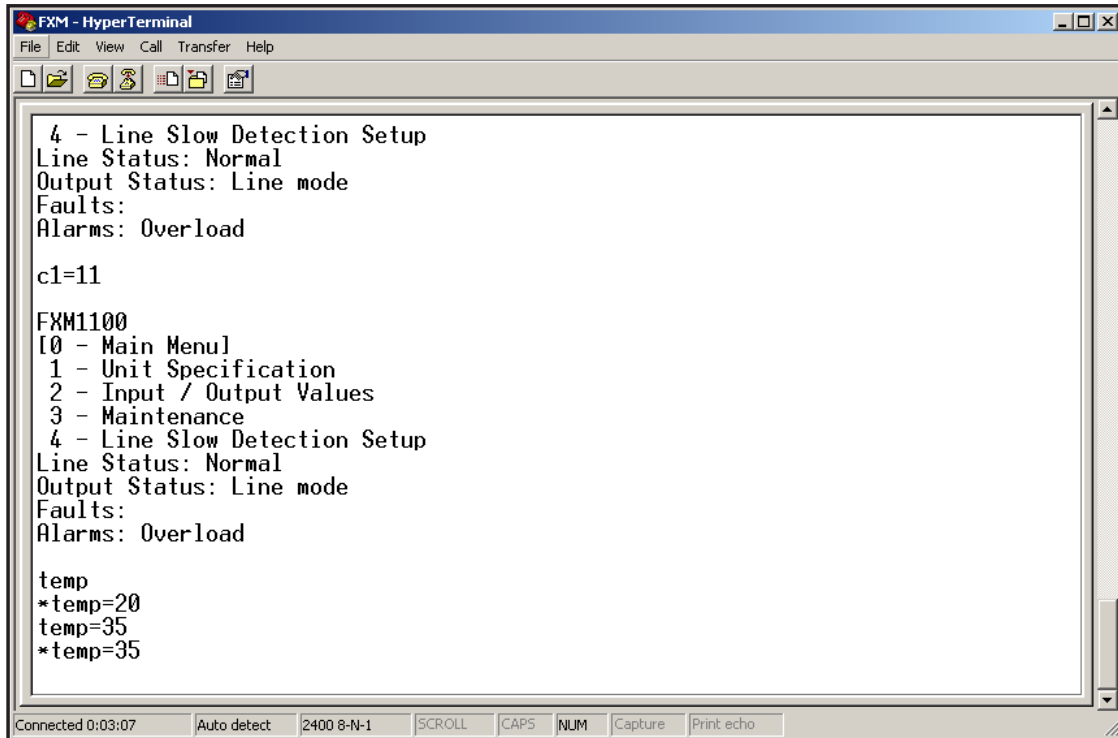 FXM - HyperTerminal
File Edit View Call Transfer Help
4 - Line Slow Detection Setup
Line Status: Normal
Output Status: Line mode
Faults:
Alarms: Overload
c1=11
FXM1100
[0 - Main Menu]
1 - Unit Specification
2 - Input / Output Values
3 - Maintenance
4 - Line Slow Detection Setup
Line Status: Normal
Output Status: Line mode
Faults:
Alarms: Overload
temp
*temp=20
temp=35
*temp=35
Connected 0:03:07 Auto detect 2400 8-N-1 SCROLL CAPS NUM Capture Print echo